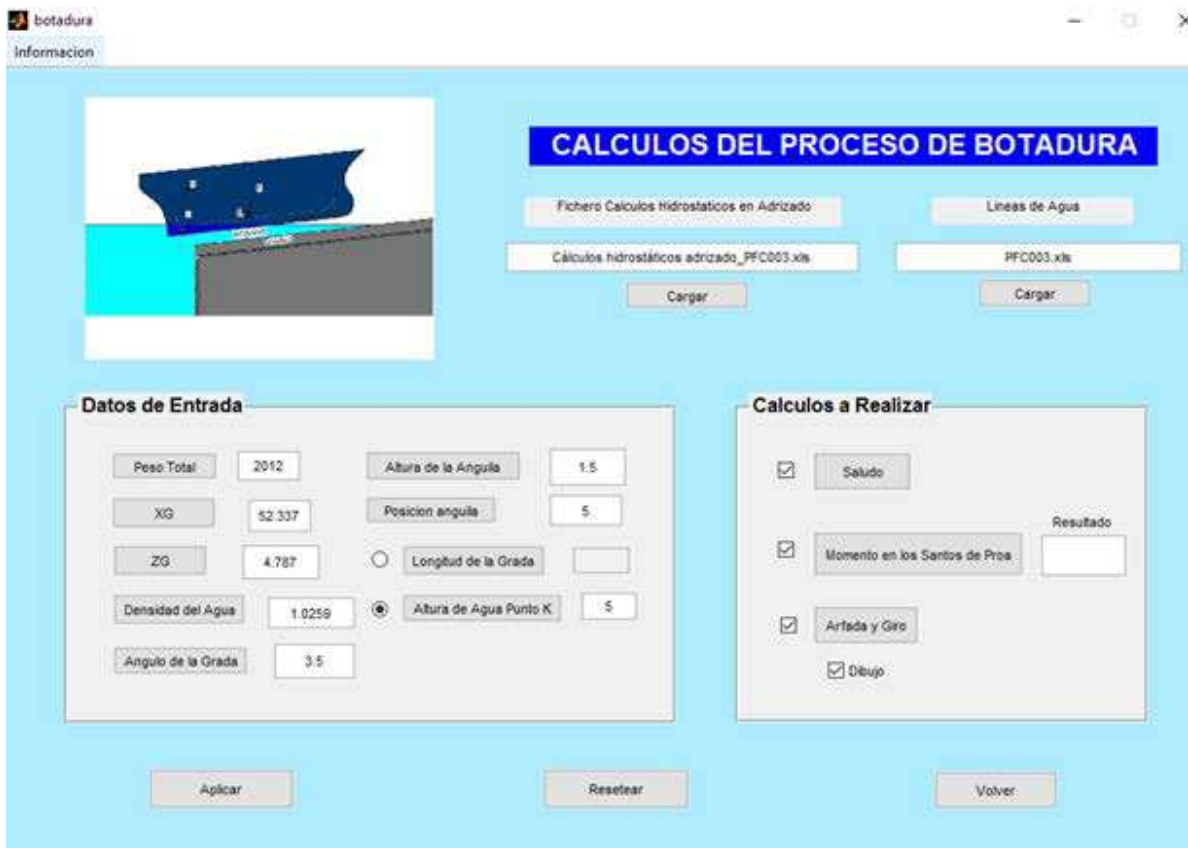 botadura
Informacion
CALCULOS DEL PROCESO DE BOTADURA
Fichero Calculos Hidrostaticos en Adrizado
Lineas de Agua
Cálculos hidrostáticos adrizado_PFC003.xls
PFC003.xls
Cargar
Cargar
Datos de Entrada
Peso Total
2012
Altura de la Anguila
1.5
XG
52.337
Posicion anguila
5
ZG
4.787
Longitud de la Grada
Densidad del Agua
1.0259
Altura de Agua Punto K
5
Angulo de la Grada
3.5
Calculos a Realizar
Saludo
Resultado
Momento en los Santos de Proa
Arfada y Giro
Dibujo
Aplicar
Resetear
Volver